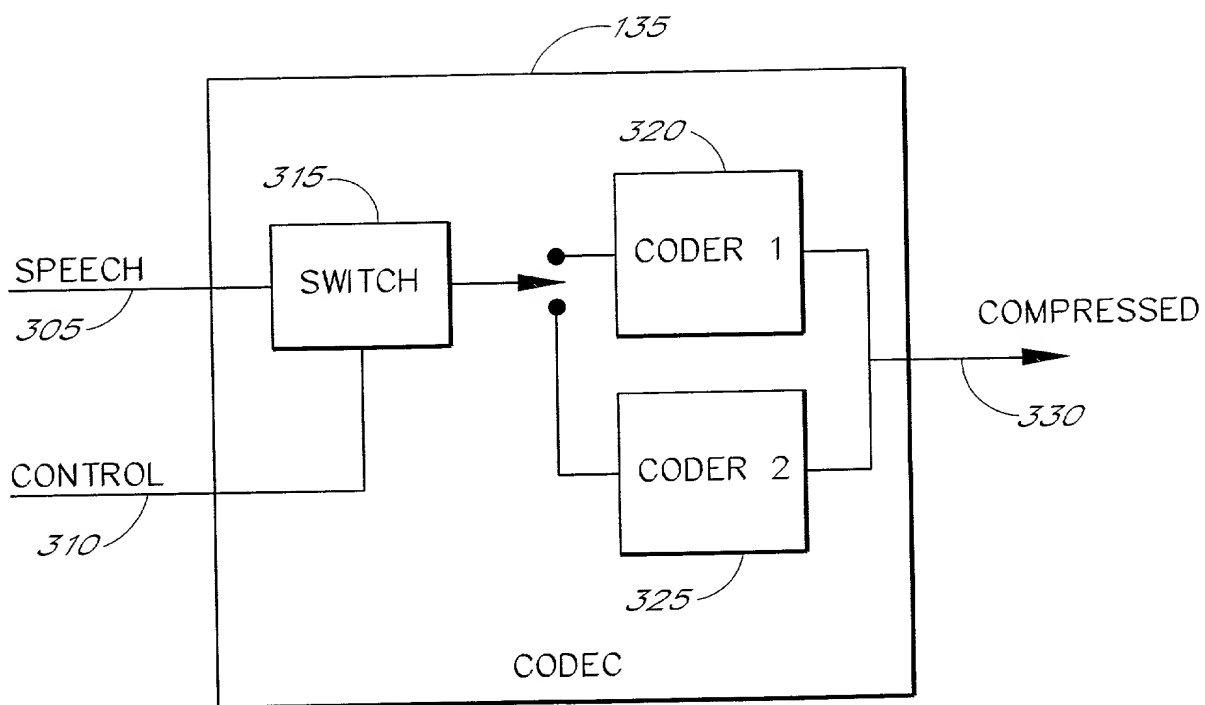 135
320
315
SPEECH
SWITCH
CODER 1
305
COMPRESSED
330
CONTROL
CODER 2
310
325
CODEC